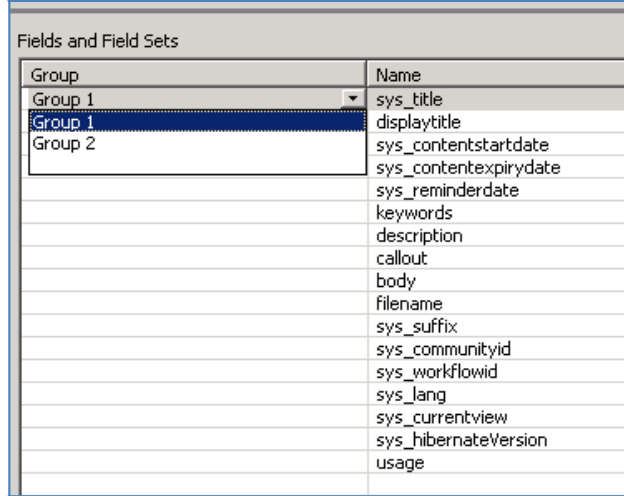 Fields and Field Sets
Group Name
Group 1 sys_title
Group 1 displaytitle
Group 2 sys_contentstartdate
sys_contentexpirydate
sys_reminderdate
keywords
description
callout
body
filename
sys_suffix
sys_communityid
sys_workflowid
sys_lang
sys_currentview
sys_hibernateVersion
usage